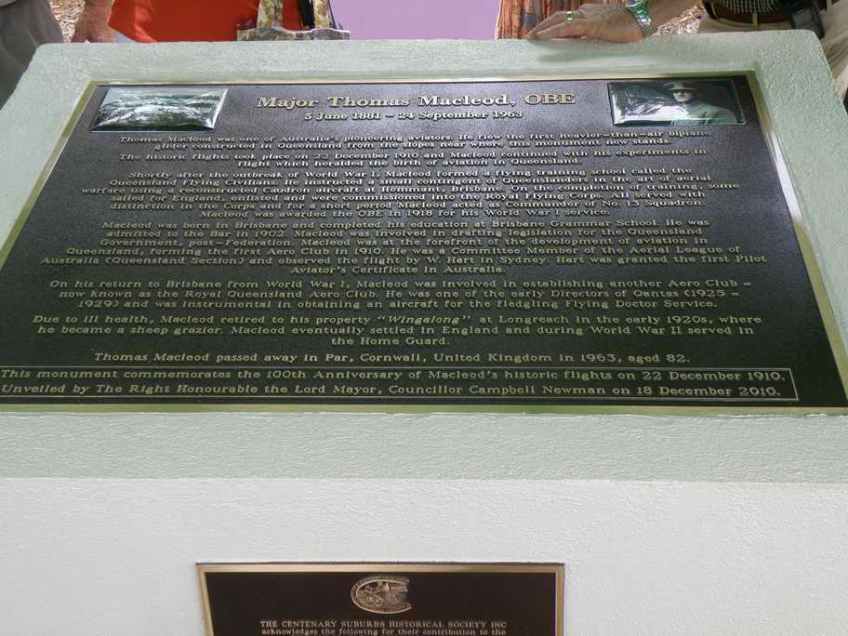 Major Thomas Macleod, OBE
5 June 1881 - 24 September 1963
Thomas Macleod was one of Australia's pioneering aviators. He flew the first heavier-than-air biplane
glider constructed in Queensland from the slopes near where this monument now stands.
The historic flights took place on 22 December 1910 and Macleod continued with his experiments in
flight which heralded the birth of aviation in Queensland.
Shortly after the outbreak of World War I, Macleod formed a flying training school called the
Queensland Flying Civilians. He instructed a small contingent of Queenslanders in the art of aerial
warfare using a reconstructed Caudron aircraft at Hemmant, Brisbane. On the completion of training, some
sailed for England, enlisted and were commissioned into the Royal Flying Corps. All served with
distinction in the Corps and for a short period Macleod acted as Commander of No. 13 Squadron.
Macleod was awarded the OBE in 1918 for his World War I service.
Macleod was born in Brisbane and completed his education at Brisbane Grammar School. He was
admitted to the Bar in 1902. Macleod was involved in drafting legislation for the Queensland
Government, post-Federation. Macleod was at the forefront of the development of aviation in
Queensland, forming the first Aero Club in 1910. He was a Committee Member of the Aerial League of
Australia (Queensland Section) and observed the flight by W. Hart in Sydney. Hart was granted the first Pilot
Aviator's Certificate in Australia.
On his return to Brisbane from World War I, Macleod was involved in establishing another Aero Club -
now known as the Royal Queensland Aero Club. He was one of the early Directors of Qantas (1925 -
1929) and was instrumental in obtaining an aircraft for the fledgling Flying Doctor Service.
Due to ill health, Macleod retired to his property "Wingalong" at Longreach in the early 1920s, where
he became a sheep grazier. Macleod eventually settled in England and during World War II served in
the Home Guard.
Thomas Macleod passed away in Par, Cornwall, United Kingdom in 1963, aged 82.
This monument commemorates the 100th Anniversary of Macleod's historic flights on 22 December 1910.
Unveiled by The Right Honourable the Lord Mayor, Councillor Campbell Newman on 18 December 2010.
THE CENTENARY SUBURBS HISTORICAL SOCIETY INC
acknowledges the following for their contribution to the